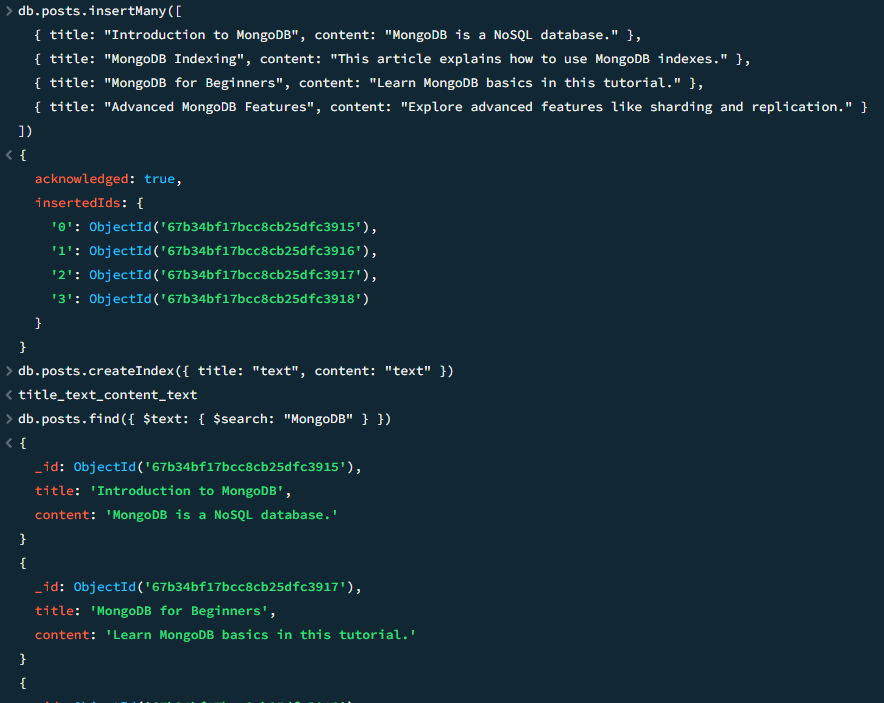 > db.posts.insertMany([
{ title: "Introduction to MongoDB", content: "MongoDB is a NoSQL database." },
{ title: "MongoDB Indexing", content: "This article explains how to use MongoDB indexes." },
{ title: "MongoDB for Beginners", content: "Learn MongoDB basics in this tutorial." },
{ title: "Advanced MongoDB Features", content: "Explore advanced features like sharding and replication." }
])
< {
acknowledged: true,
insertedIds: {
'0': ObjectId('67b34bf17bcc8cb25dfc3915'),
'1': ObjectId('67b34bf17bcc8cb25dfc3916'),
'2': ObjectId('67b34bf17bcc8cb25dfc3917'),
'3': ObjectId('67b34bf17bcc8cb25dfc3918')
}
}
> db.posts.createIndex({ title: "text", content: "text" })
< title_text_content_text
> db.posts.find({ $text: { $search: "MongoDB" } })
< {
_id: ObjectId('67b34bf17bcc8cb25dfc3915'),
title: 'Introduction to MongoDB',
content: 'MongoDB is a NoSQL database.'
}
{
_id: ObjectId('67b34bf17bcc8cb25dfc3917'),
title: 'MongoDB for Beginners',
content: 'Learn MongoDB basics in this tutorial.'
}
{